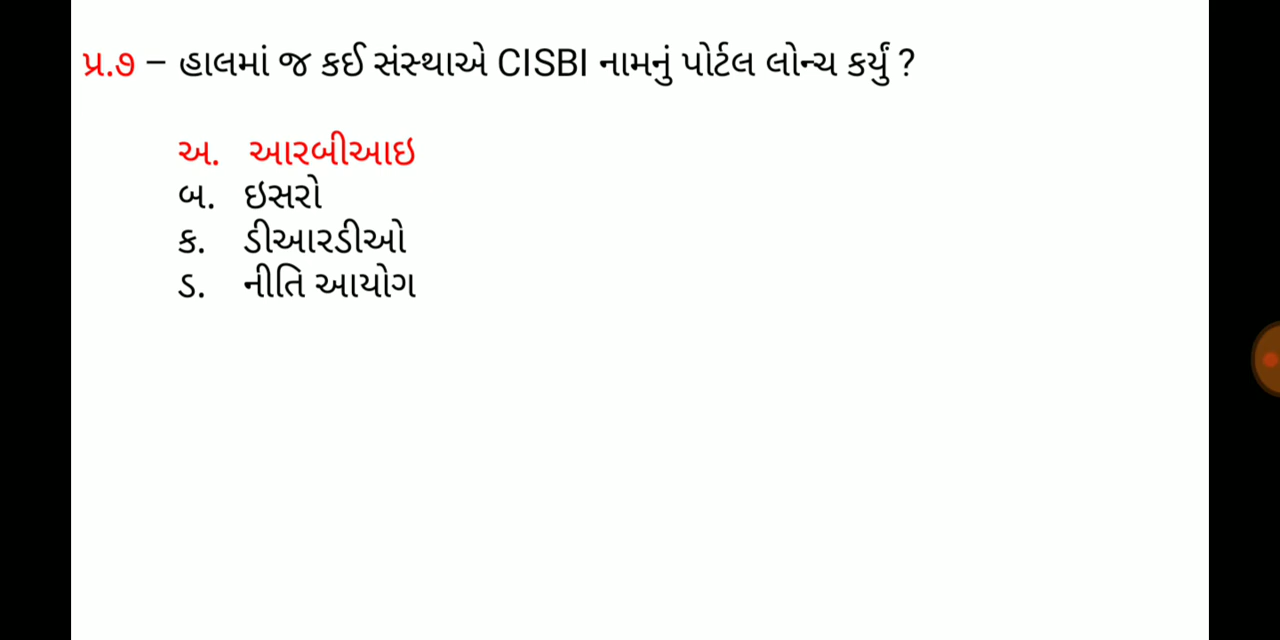 પ્ર.૭ – હાલમાં જ કઈ સંસ્થાએ CISBI નામનું પોર્ટલ લોન્ચ કર્યું ?
અ. આરબીઆઇ
બ. ઇસરો
ક. ડીઆરડીઓ
ડ. નીતિ આયોગ